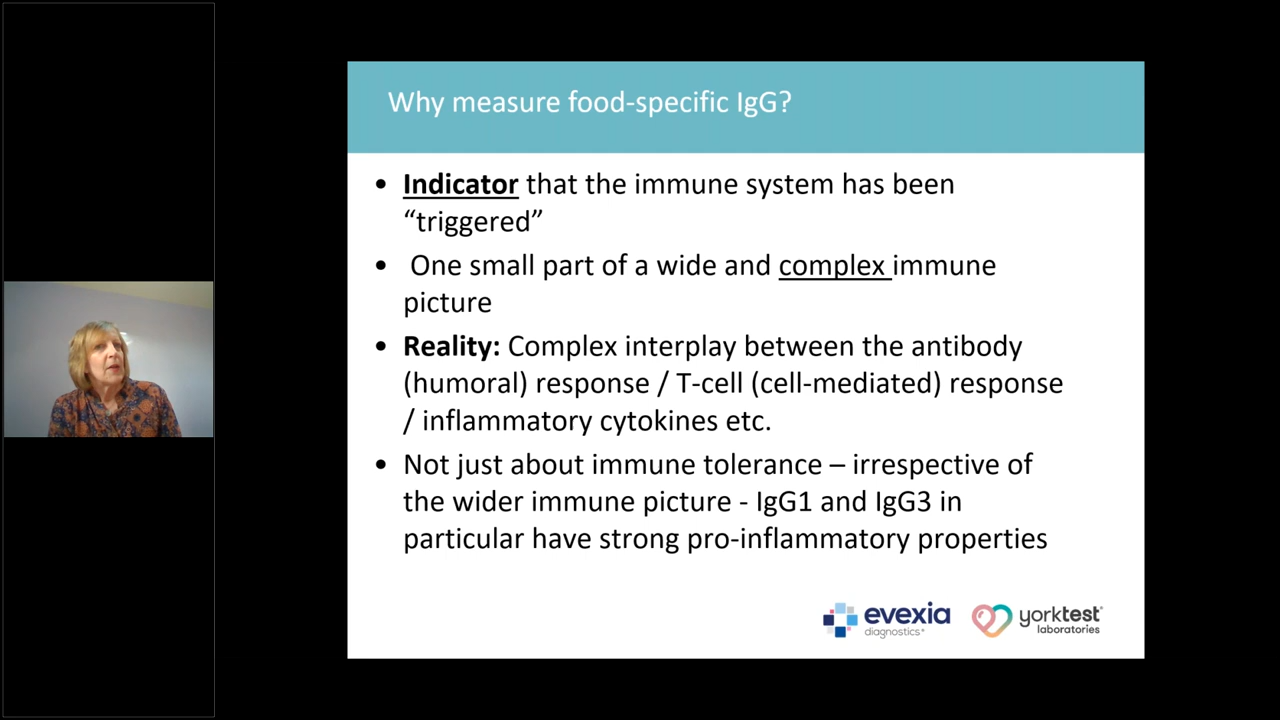 Why measure food-specific IgG?
• Indicator that the immune system has been
“triggered”
• One small part of a wide and complex immune
picture
• Reality: Complex interplay between the antibody
(humoral) response / T-cell (cell-mediated) response
/ inflammatory cytokines etc.
• Not just about immune tolerance – irrespective of
the wider immune picture - IgG1 and IgG3 in
particular have strong pro-inflammatory properties
evexia
diagnostics
yorktest
laboratories